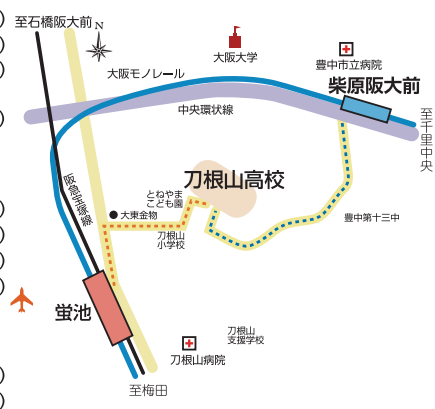 至石橋阪大前
N
大阪大学
豊中市立病院
大阪モノレール
柴原阪大前
中央環状線
至千里中央
刀根山高校
阪急宝塚線
とねやま
こども園
大東金物
刀根山
小学校
豊中第十三中
蛍池
刀根山
支援学校
刀根山病院
至梅田